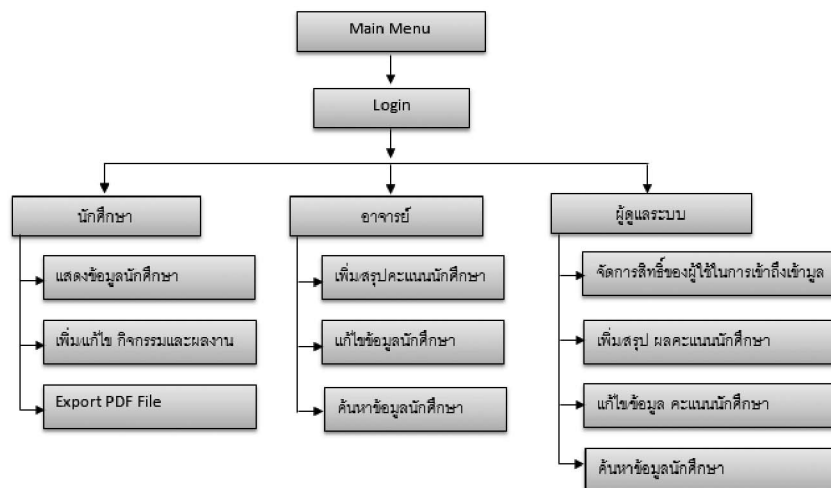 Main Menu
Login
นักศึกษา
อาจารย์
ผู้ดูแลระบบ
แสดงข้อมูลนักศึกษา
เพิ่ม/แก้ไข กิจกรรมและผลงาน
Export PDF File
เพิ่ม/สรุปคะแนนนักศึกษา
แก้ไขข้อมูลนักศึกษา
ค้นหาข้อมูลนักศึกษา
จัดการสิทธิ์ของผู้ใช้ในการเข้าถึงเข้ามูล
เพิ่ม/สรุป ผลคะแนนนักศึกษา
แก้ไขข้อมูล คะแนนนักศึกษา
ค้นหาข้อมูลนักศึกษา